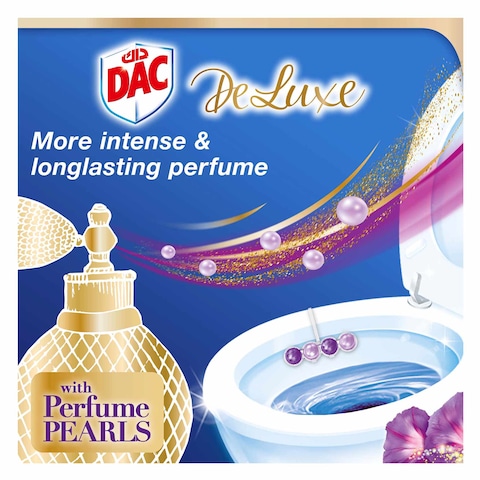 داك
DAC
DeLuxe
More intense &
longlasting perfume
with
Perfume
PEARLS